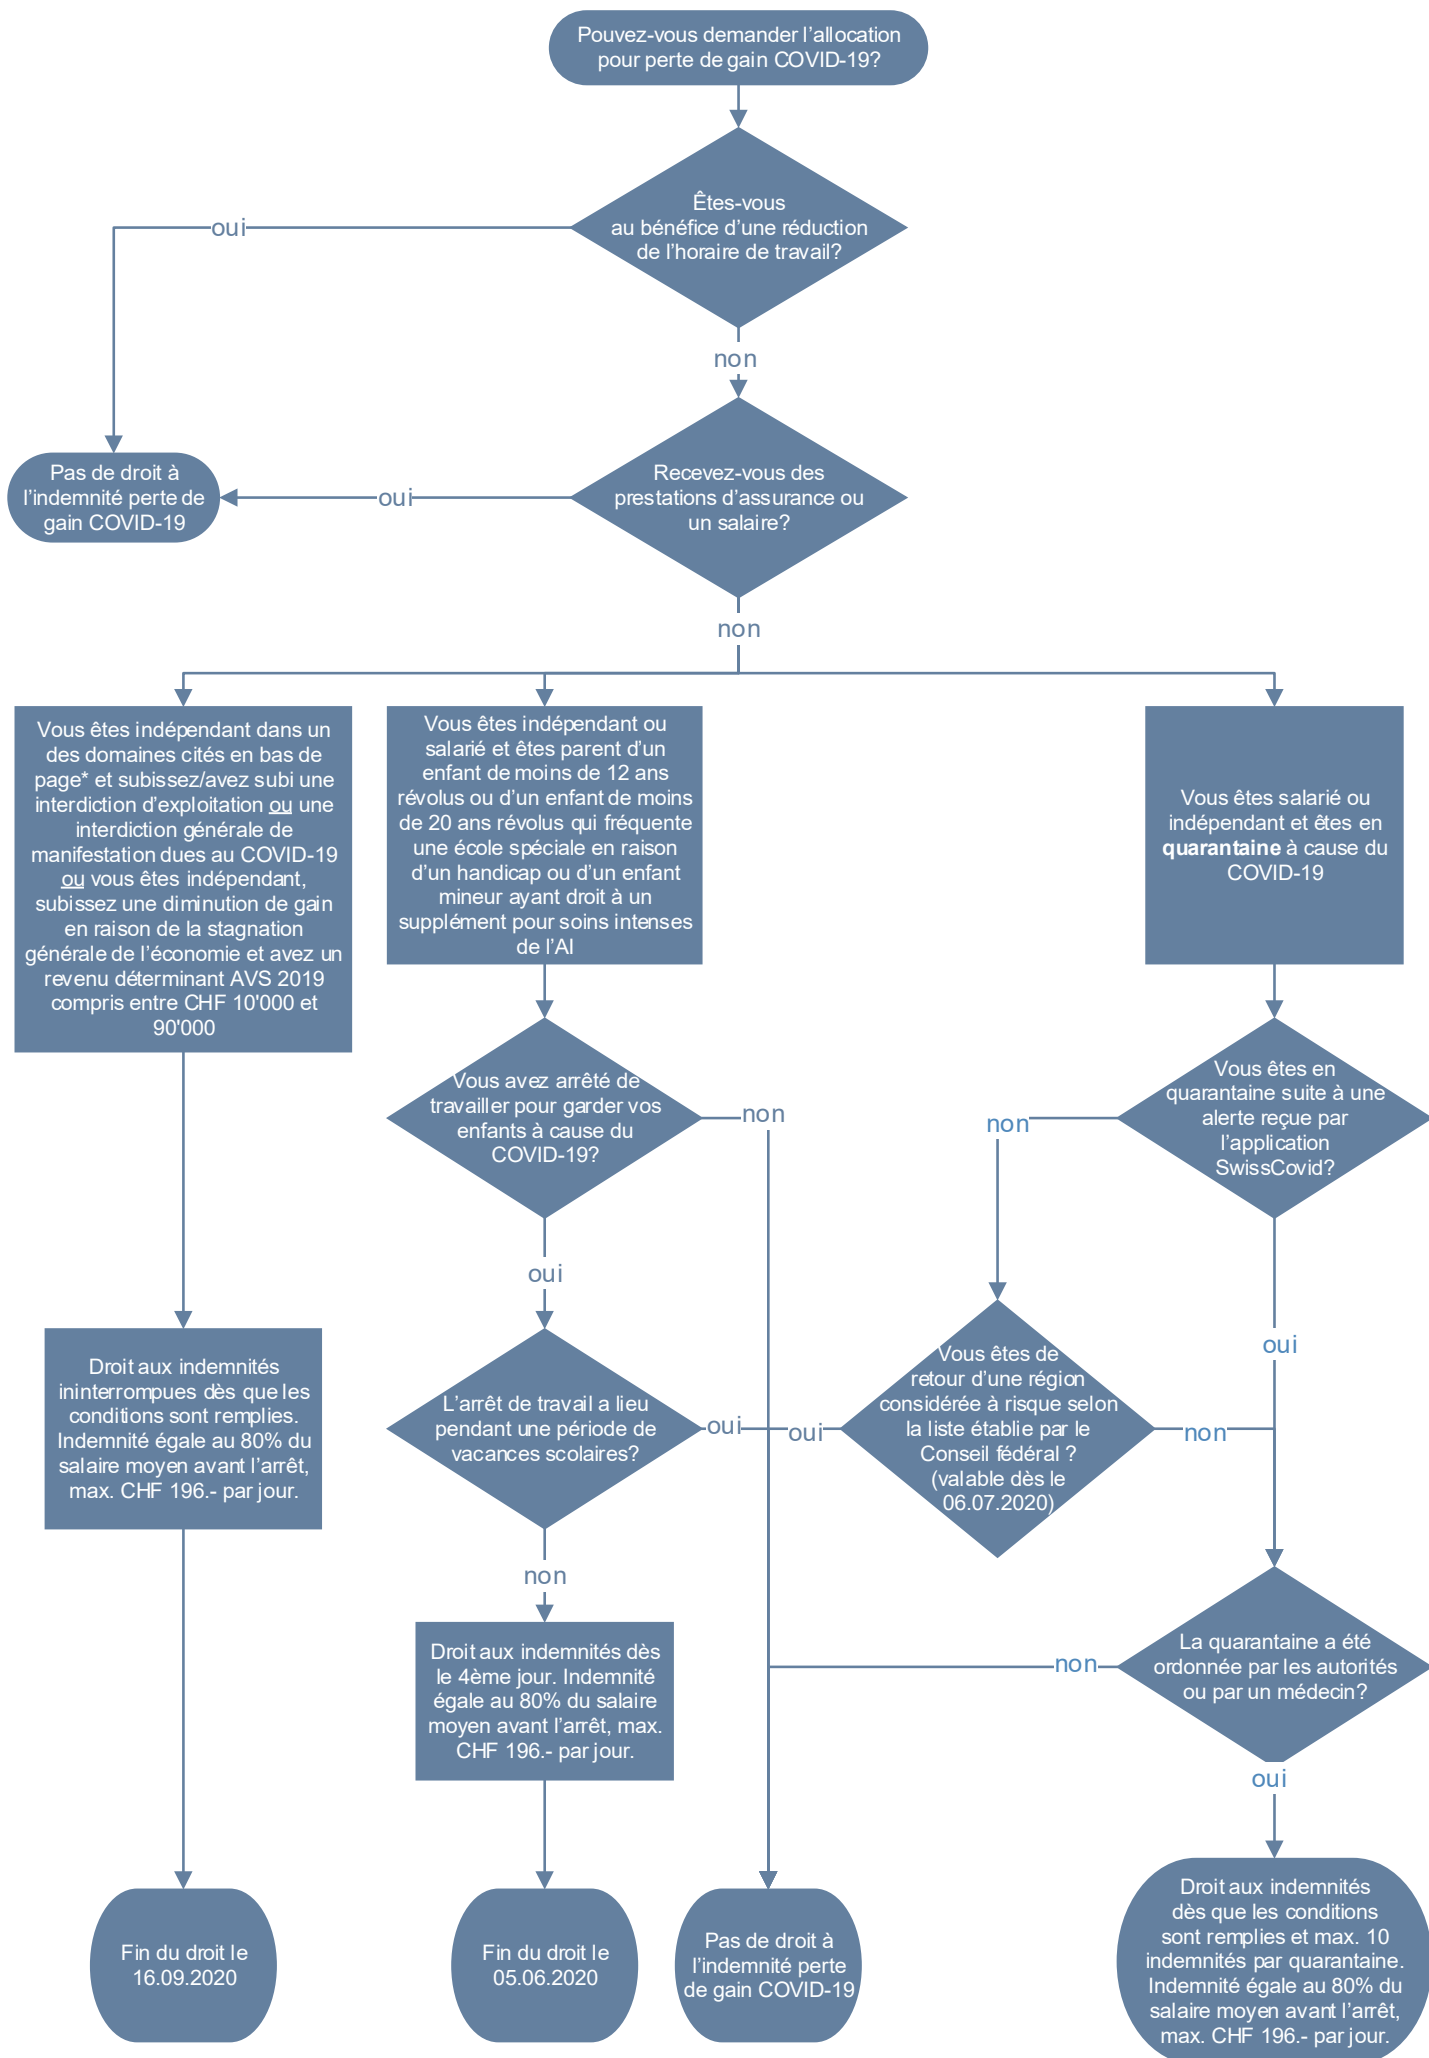 Pouvez-vous demander l’allocation
pour perte de gain COVID-19?
Êtes-vous
au bénéfice d’une réduction
de l’horaire de travail?
oui
non
Pas de droit à
l’indemnité perte de
gain COVID-19
oui
Recevez-vous des
prestations d’assurance ou
un salaire?
non
Vous êtes indépendant dans un
des domaines cités en bas de
page* et subissez/avez subi une
interdiction d’exploitation ou une
interdiction générale de
manifestation dues au COVID-19
ou vous êtes indépendant,
subissez une diminution de gain
en raison de la stagnation
générale de l’économie et avez un
revenu déterminant AVS 2019
compris entre CHF 10'000 et
90'000
Vous êtes indépendant ou
salarié et êtes parent d’un
enfant de moins de 12 ans
révolus ou d’un enfant de moins
de 20 ans révolus qui fréquente
une école spéciale en raison
d’un handicap ou d’un enfant
mineur ayant droit à un
supplément pour soins intenses
de l’AI
Vous êtes salarié ou
indépendant et êtes en
quarantaine à cause du
COVID-19
Vous avez arrêté de
travailler pour garder vos
enfants à cause du
COVID-19?
non
non
Vous êtes en
quarantaine suite à une
alerte reçue par
l’application
SwissCovid?
oui
oui
Droit aux indemnités
ininterrompues dès que les
conditions sont remplies.
Indemnité égale au 80% du
salaire moyen avant l’arrêt,
max. CHF 196.- par jour.
L’arrêt de travail a lieu
pendant une période de
vacances scolaires?
oui
oui
Vous êtes de
retour d’une région
considérée à risque selon
la liste établie par le
Conseil fédéral ?
(valable dès le
06.07.2020)
non
non
Droit aux indemnités dès
le 4ème jour. Indemnité
égale au 80% du salaire
moyen avant l’arrêt, max.
CHF 196.- par jour.
non
La quarantaine a été
ordonnée par les autorités
ou par un médecin?
oui
Fin du droit le
16.09.2020
Fin du droit le
05.06.2020
Pas de droit à
l’indemnité perte
de gain COVID-19
Droit aux indemnités
dès que les conditions
sont remplies et max. 10
indemnités par quarantaine.
Indemnité égale au 80% du
salaire moyen avant l’arrêt,
max. CHF 196.- par jour.